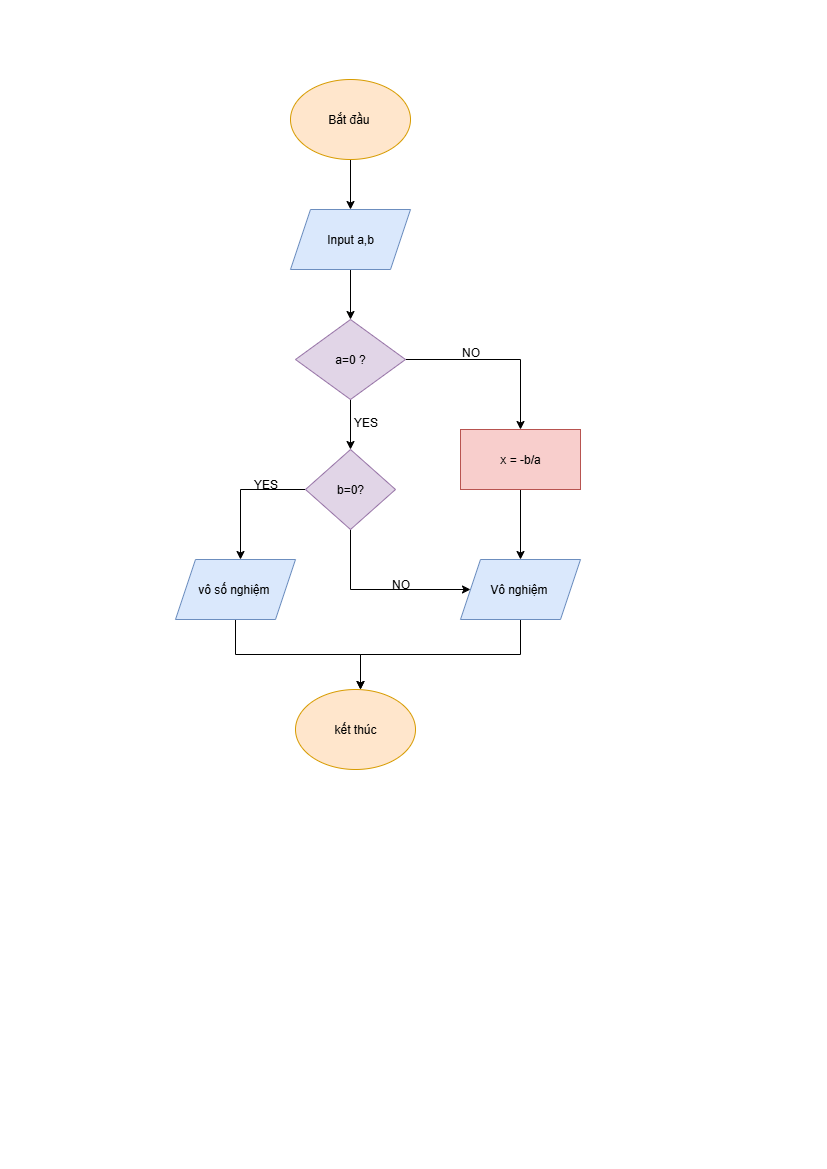 Bắt đầu
Input a,b
a=0 ?
NO
YES
x = -b/a
YES
b=0?
NO
vô số nghiệm
Vô nghiệm
kết thúc